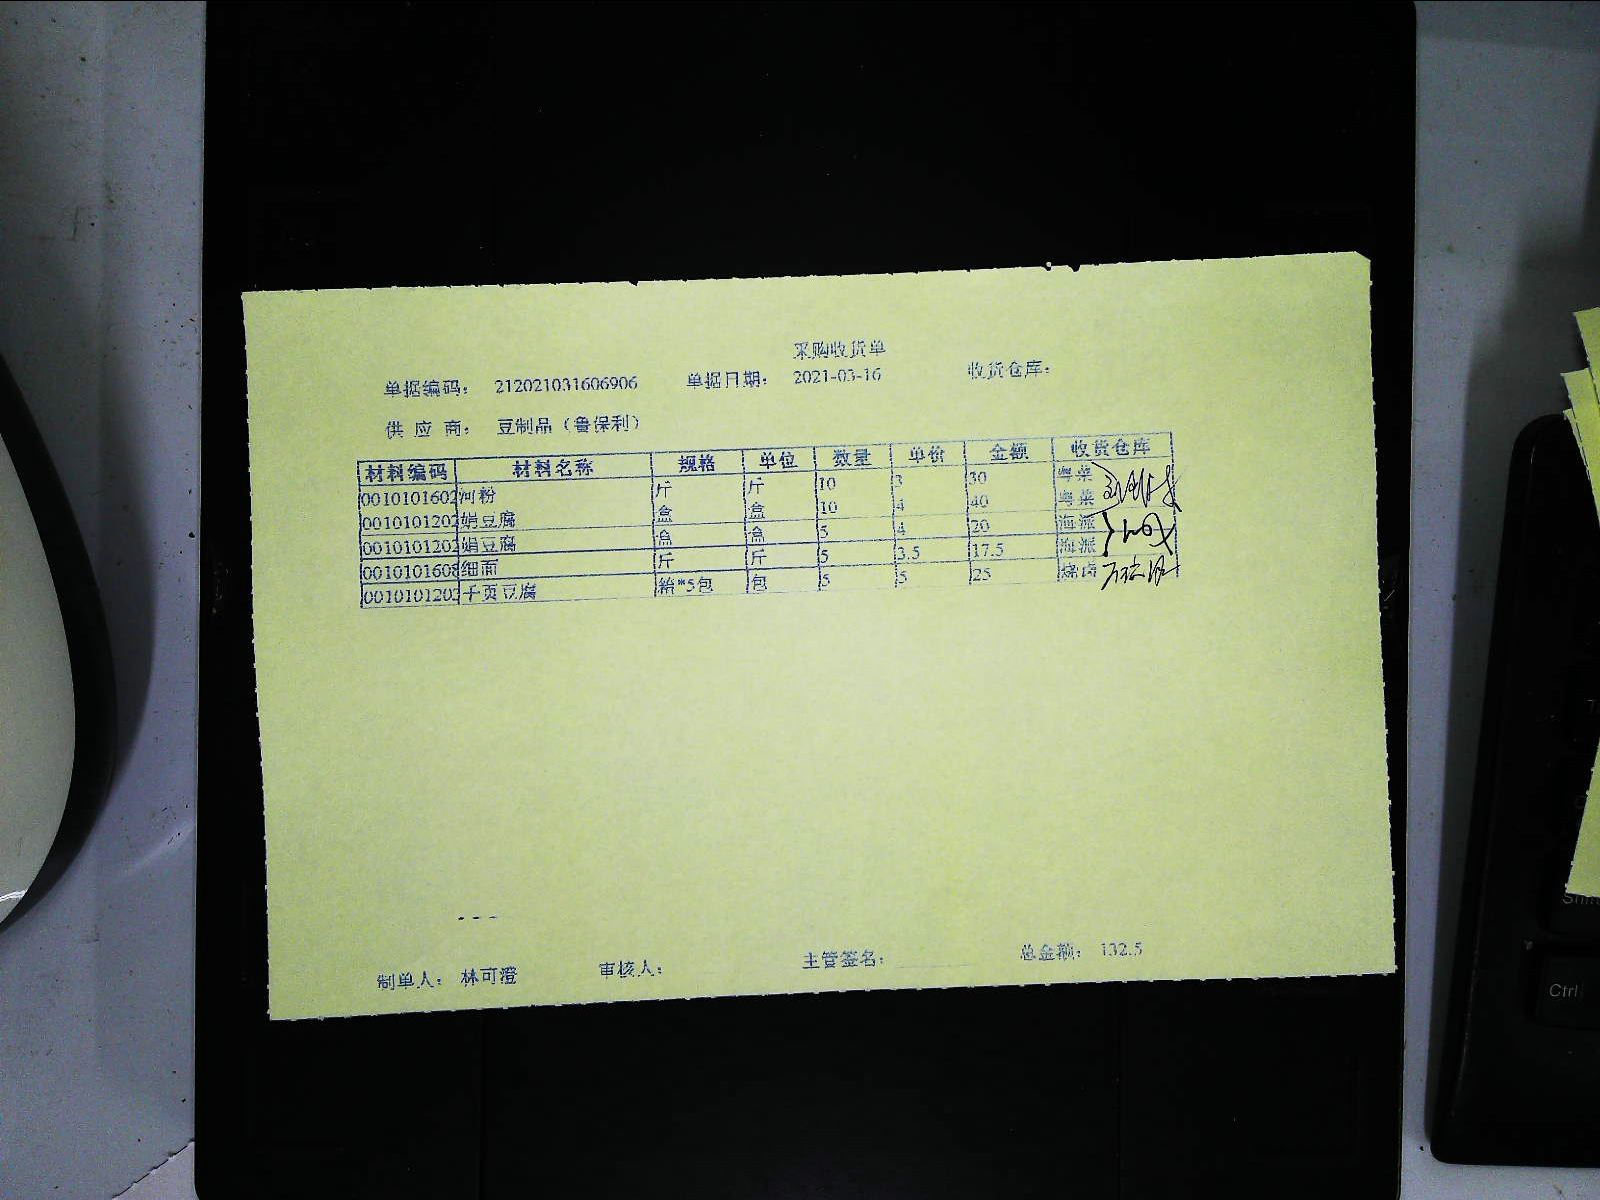 采购收货单
单据编码： 212021031606906 单据日期： 2021-03-16 收货仓库：
供 应 商： 豆制品（鲁保利）
材料编码 材料名称 规格 单位 数量 单价 金额 收货仓库
0010101602 河粉 斤 斤 10 3 30 粤菜
0010101202 娟豆腐 盒 盒 10 4 40 粤菜
0010101202 娟豆腐 盒 盒 5 4 20 海派
0010101608 细面 斤 斤 5 3.5 17.5 海派
0010101202 千页豆腐 箱*5包 包 5 5 25 烧卤
制单人： 林可澄 审核人： 主管签名： 总金额： 132.5
Shift
Ctrl